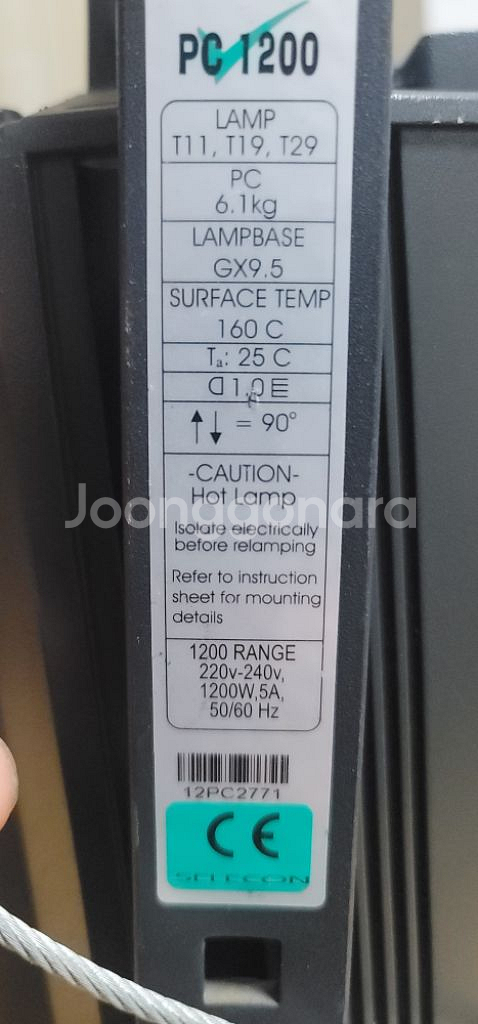 PC 1200
LAMP
T11, T19, T29
PC
6.1kg
LAMPBASE
GX9.5
SURFACE TEMP
160 C
Ta: 25 C
1.0
↑↓ = 90°
-CAUTION-
Hot Lamp
Joonggonara
Isolate electrically
before relamping
Refer to instruction
sheet for mounting
details
1200 RANGE
220v-240v,
1200W,5A,
50/60 Hz
12PC2771
CE
SELECON